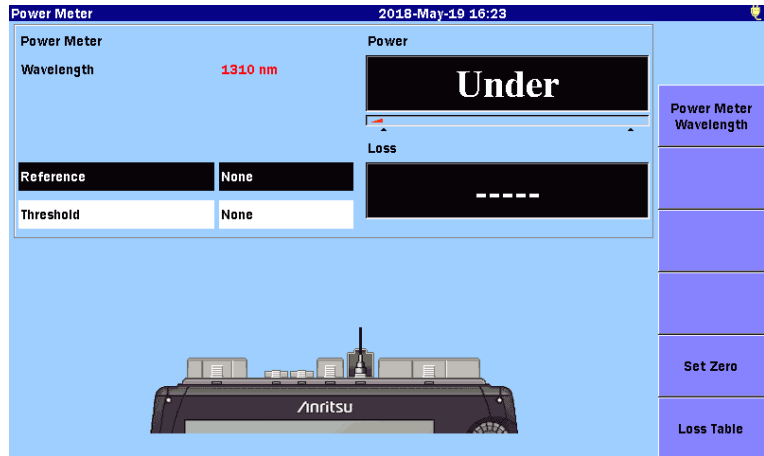 Power Meter 2018-May-19 16:23
Power Meter
Wavelength 1310 nm
Power
Under
Loss
-----
Reference None
Threshold None
Power Meter
Wavelength
Set Zero
Loss Table
Anritsu